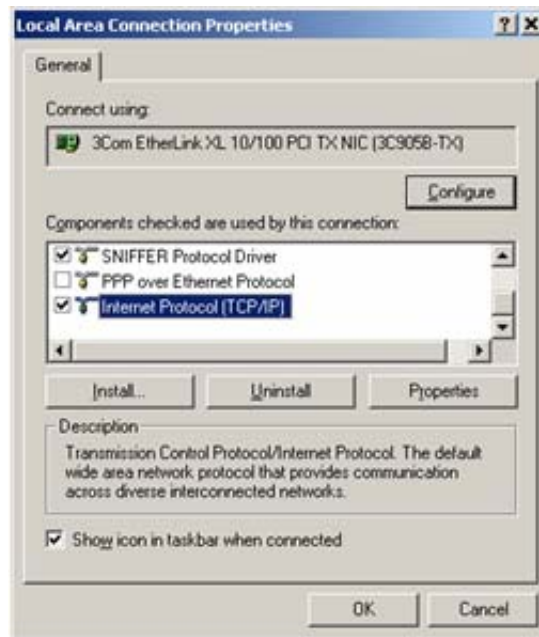 Local Area Connection Properties
General
Connect using:
3Com EtherLink XL 10/100 PCI TX NIC (3C905B-TX)
Configure
Components checked are used by this connection:
SNIFFER Protocol Driver
PPP over Ethernet Protocol
Internet Protocol (TCP/IP)
Install... Uninstall Properties
Description
Transmission Control Protocol/Internet Protocol. The default
wide area network protocol that provides communication
across diverse interconnected networks.
Show icon in taskbar when connected
OK Cancel